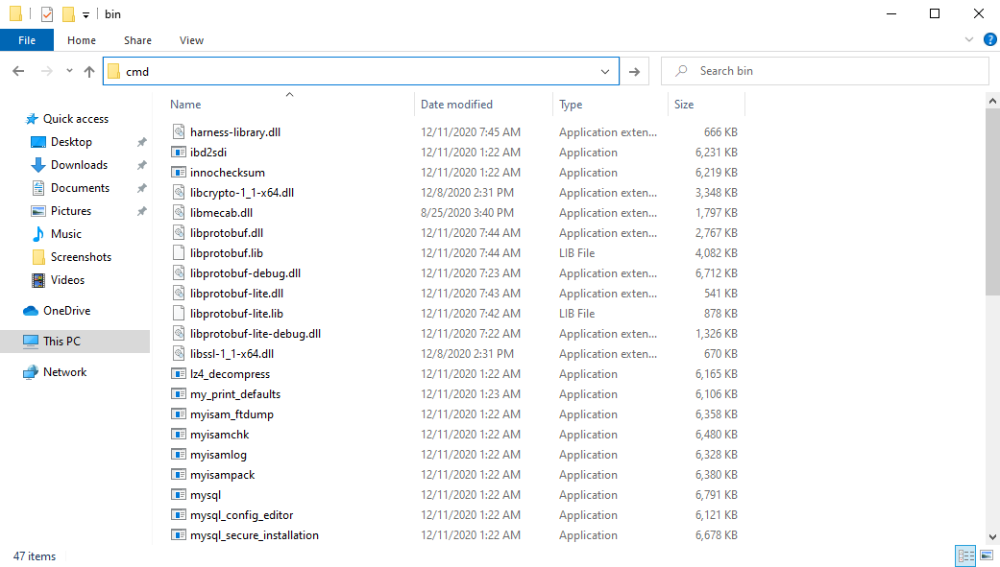 bin
File Home Share View
cmd Search bin
Name Date modified Type Size
Quick access
Desktop
Downloads
Documents
Pictures
Music
Screenshots
Videos
OneDrive
This PC
Network
harness-library.dll 12/11/2020 7:45 AM Application exten... 666 KB
ibd2sdi 12/11/2020 1:22 AM Application 6,231 KB
innochecksum 12/11/2020 1:22 AM Application 6,219 KB
libcrypto-1_1-x64.dll 12/8/2020 2:31 PM Application exten... 3,348 KB
libmecab.dll 8/25/2020 3:40 PM Application exten... 1,797 KB
libprotobuf.dll 12/11/2020 7:44 AM Application exten... 2,767 KB
libprotobuf.lib 12/11/2020 7:44 AM LIB File 4,082 KB
libprotobuf-debug.dll 12/11/2020 7:23 AM Application exten... 6,712 KB
libprotobuf-lite.dll 12/11/2020 7:43 AM Application exten... 541 KB
libprotobuf-lite.lib 12/11/2020 7:42 AM LIB File 878 KB
libprotobuf-lite-debug.dll 12/11/2020 7:22 AM Application exten... 1,326 KB
libssl-1_1-x64.dll 12/8/2020 2:31 PM Application exten... 670 KB
lz4_decompress 12/11/2020 1:22 AM Application 6,165 KB
my_print_defaults 12/11/2020 1:23 AM Application 6,106 KB
myisam_ftdump 12/11/2020 1:22 AM Application 6,358 KB
myisamchk 12/11/2020 1:22 AM Application 6,480 KB
myisamlog 12/11/2020 1:22 AM Application 6,328 KB
myisampack 12/11/2020 1:22 AM Application 6,380 KB
mysql 12/11/2020 1:22 AM Application 6,791 KB
mysql_config_editor 12/11/2020 1:22 AM Application 6,121 KB
mysql_secure_installation 12/11/2020 1:22 AM Application 6,678 KB
47 items